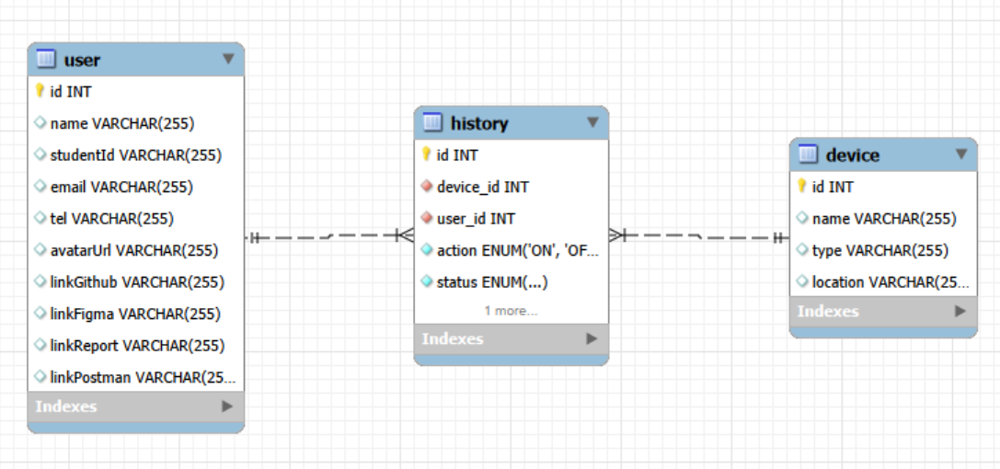 user
id INT
name VARCHAR(255)
studentId VARCHAR(255)
email VARCHAR(255)
tel VARCHAR(255)
avatarUrl VARCHAR(255)
linkGithub VARCHAR(255)
linkFigma VARCHAR(255)
linkReport VARCHAR(255)
linkPostman VARCHAR(25...
Indexes
history
id INT
device_id INT
user_id INT
action ENUM('ON', 'OF...
status ENUM(...)
1 more...
Indexes
device
id INT
name VARCHAR(255)
type VARCHAR(255)
location VARCHAR(25...
Indexes